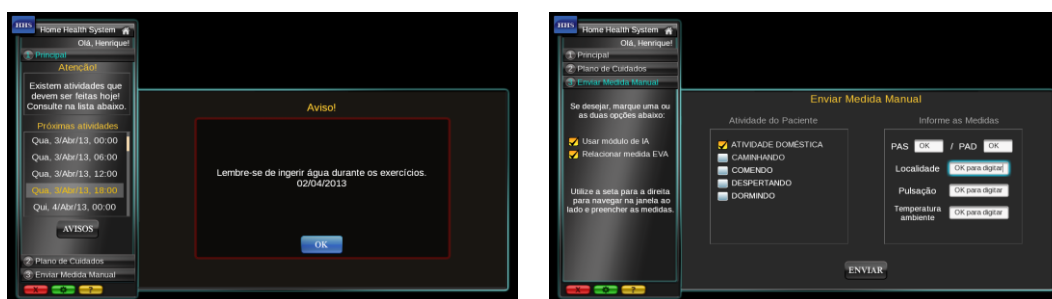 HHS Home Health System
Olá, Henrique!
1 Principal
Atenção!
Existem atividades que
devem ser feitas hoje!
Consulte na lista abaixo.
Próximas atividades
Qua, 3/Abr/13, 00:00
Qua, 3/Abr/13, 06:00
Qua, 3/Abr/13, 12:00
Qua, 3/Abr/13, 18:00
Qui, 4/Abr/13, 00:00
AVISOS
2 Plano de Cuidados
3 Enviar Medida Manual
X
?
Aviso!
Lembre-se de ingerir água durante os exercícios.
02/04/2013
OK
HHS Home Health System
Olá, Henrique!
1 Principal
2 Plano de Cuidados
3 Enviar Medida Manual
Se desejar, marque uma ou
as duas opções abaixo:
Usar módulo de IA
Relacionar medida EVA
Utilize a seta para a direita
para navegar na janela ao
lado e preencher as medidas.
X
?
Enviar Medida Manual
Atividade do Paciente
ATIVIDADE DOMÉSTICA
CAMINHANDO
COMENDO
DESPERTANDO
DORMINDO
Informe as Medidas
PAS OK / PAD OK
Localidade OK para digitar
Pulsação OK para digitar
Temperatura
ambiente OK para digitar
ENVIAR